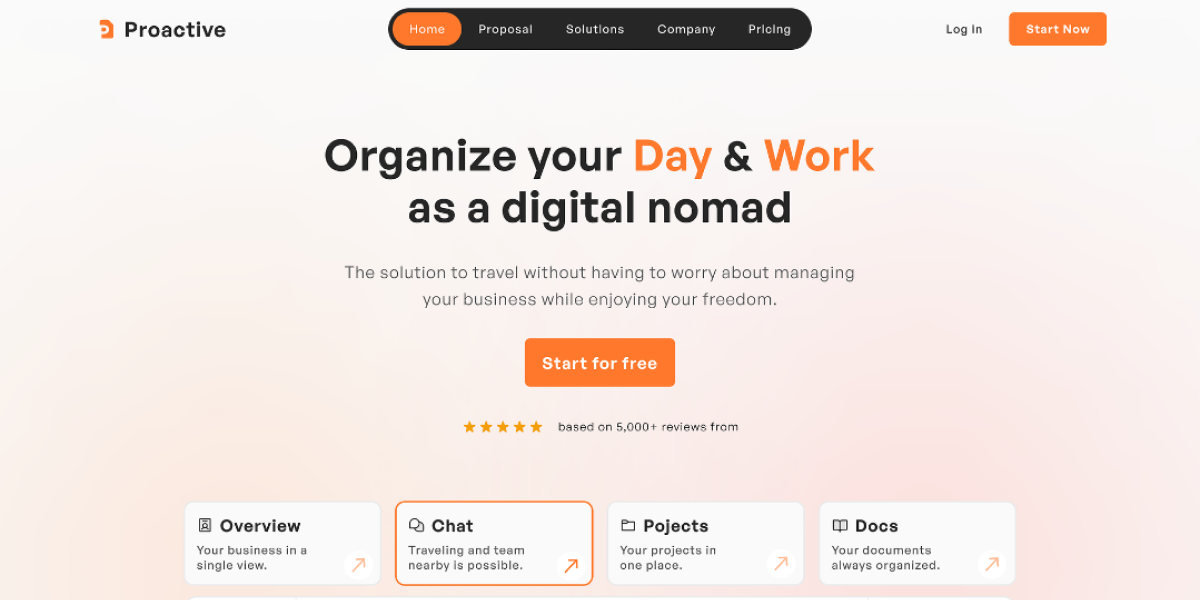 Proactive
Home
Proposal
Solutions
Company
Pricing
Log In
Start Now
Organize your Day & Work
as a digital nomad
The solution to travel without having to worry about managing
your business while enjoying your freedom.
Start for free
based on 5,000+ reviews from
Overview
Your business in a
single view.
Chat
Traveling and team
nearby is possible.
Pojects
Your projects in
one place.
Docs
Your documents
always organized.